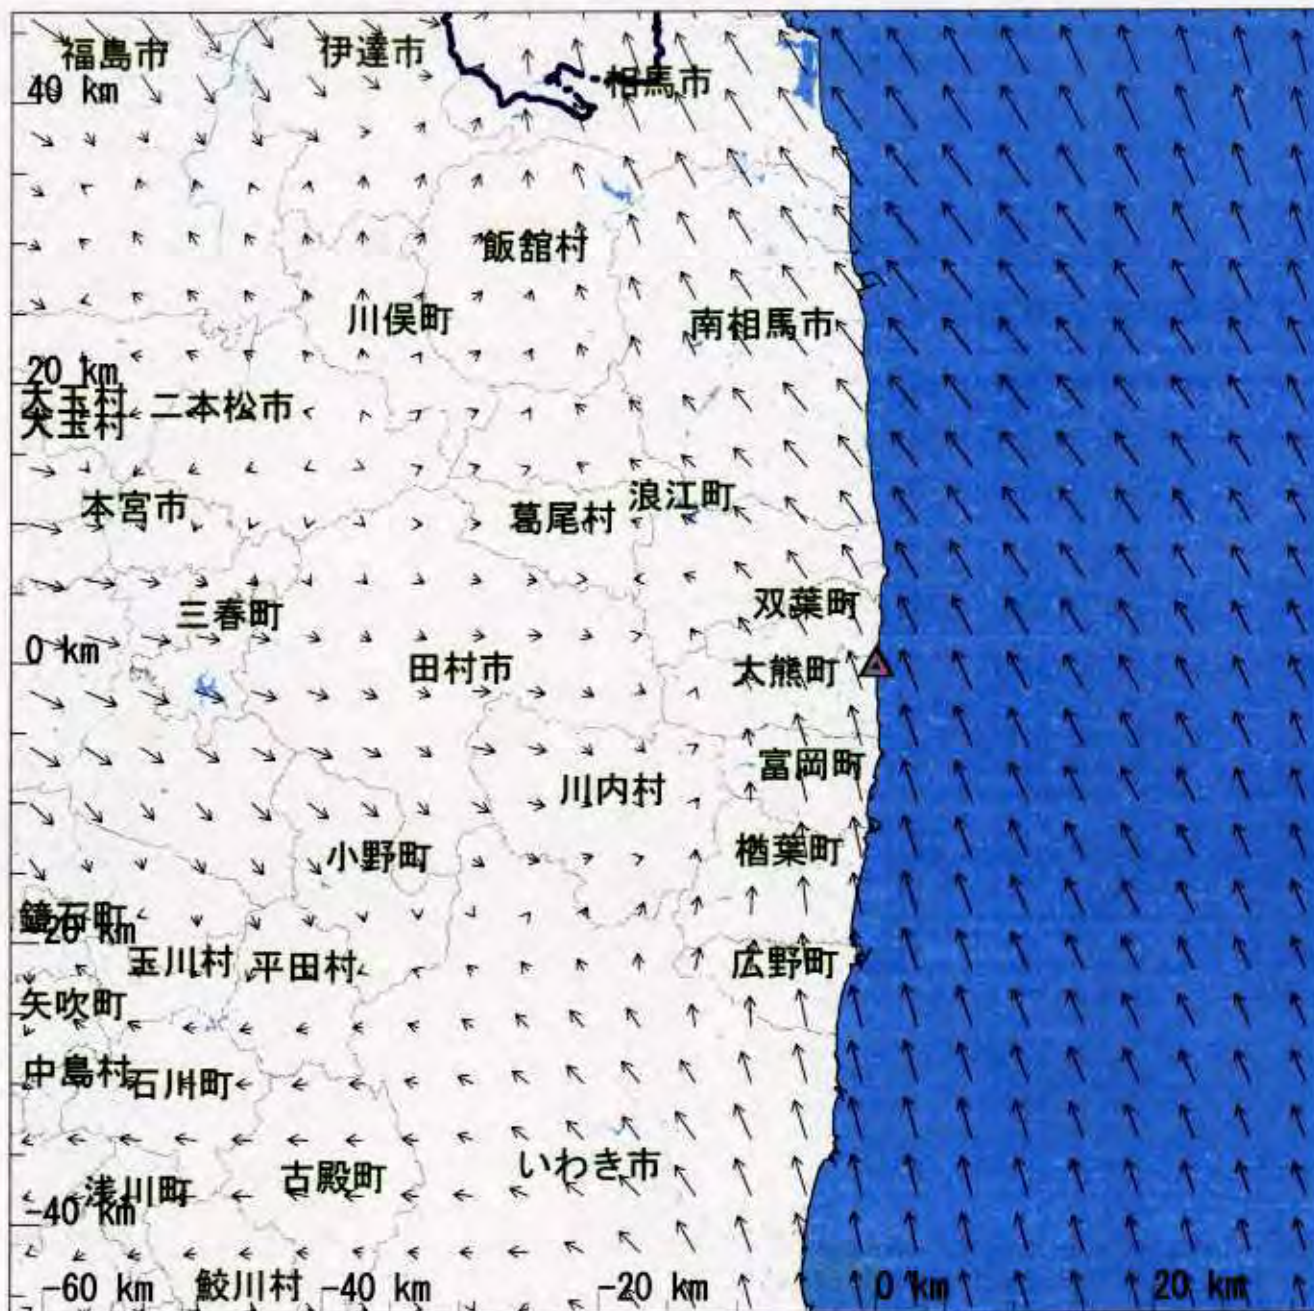 福島市 伊達市
相馬市
40 km
飯舘村
川俣町 南相馬市
20 km
大玉村 二本松市
大玉村
本宮市 葛尾村 浪江町
三春町 双葉町
0 km 田村市 大熊町
川内村 富岡町
小野町 楢葉町
鏡石町
-20 km
玉川村 平田村 広野町
矢吹町
中島村 石川町
浅川町 古殿町 いわき市
-40 km
-60 km 鮫川村 -40 km -20 km 0 km 20 km